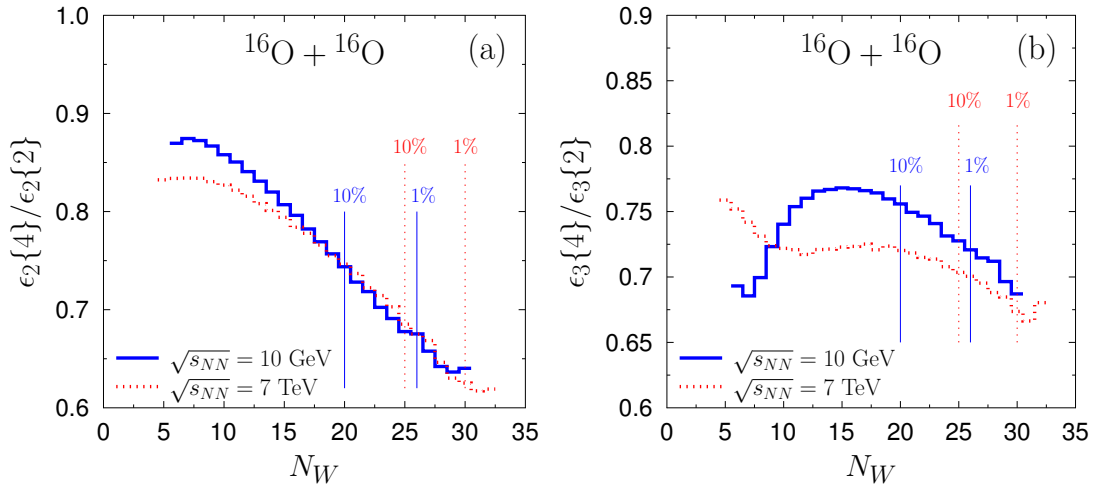 ¹⁶O + ¹⁶O (a)
ϵ₂{4}/ϵ₂{2}
1.0
0.9
0.8
0.7
0.6
10% 1%
10% 1%
√s_NN = 10 GeV
√s_NN = 7 TeV
0 5 10 15 20 25 30 35
N_W
¹⁶O + ¹⁶O (b)
ϵ₃{4}/ϵ₃{2}
0.9
0.85
0.8
0.75
0.7
0.65
0.6
10% 1%
10% 1%
√s_NN = 10 GeV
√s_NN = 7 TeV
0 5 10 15 20 25 30 35
N_W